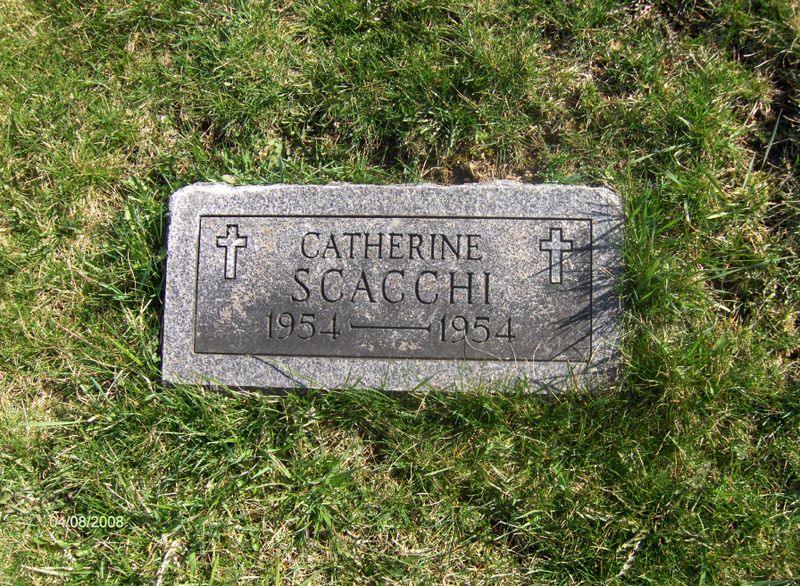 CATHERINE
SCACCHI
1954 — 1954
04/08/2008